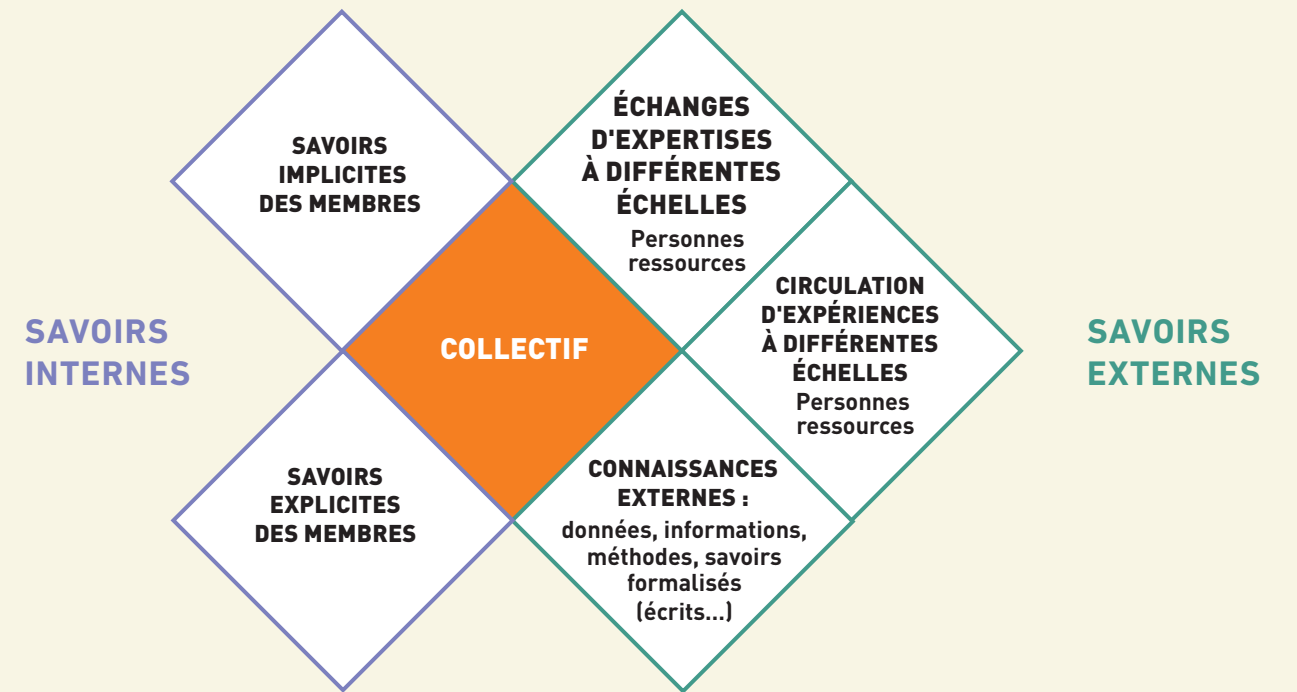 SAVOIRS
INTERNES
SAVOIRS
IMPLICITES
DES MEMBRES
SAVOIRS
EXPLICITES
DES MEMBRES
COLLECTIF
ÉCHANGES
D'EXPERTISES
À DIFFÉRENTES
ÉCHELLES
Personnes
ressources
CIRCULATION
D'EXPÉRIENCES
À DIFFÉRENTES
ÉCHELLES
Personnes
ressources
CONNAISSANCES
EXTERNES :
données, informations,
méthodes, savoirs
formalisés
(écrits...)
SAVOIRS
EXTERNES